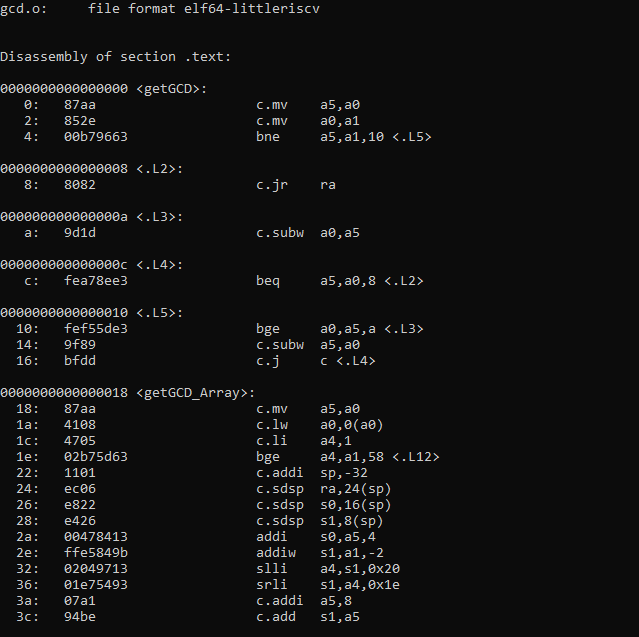 gcd.o:     file format elf64-littleriscv
Disassembly of section .text:
0000000000000000 <getGCD>:
0: 87aa c.mv a5,a0
2: 852e c.mv a0,a1
4: 00b79663 bne a5,a1,10 <.L5>
0000000000000008 <.L2>:
8: 8082 c.jr ra
000000000000000a <.L3>:
a: 9d1d c.subw a0,a5
000000000000000c <.L4>:
c: fea78ee3 beq a5,a0,8 <.L2>
0000000000000010 <.L5>:
10: fef55de3 bge a0,a5,a <.L3>
14: 9f89 c.subw a5,a0
16: bfdd c.j c <.L4>
0000000000000018 <getGCD_Array>:
18: 87aa c.mv a5,a0
1a: 4108 c.lw a0,0(a0)
1c: 4705 c.li a4,1
1e: 02b75d63 bge a4,a1,58 <.L12>
22: 1101 c.addi sp,-32
24: ec06 c.sdsp ra,24(sp)
26: e822 c.sdsp s0,16(sp)
28: e426 c.sdsp s1,8(sp)
2a: 00478413 addi s0,a5,4
2e: ffe5849b addiw s1,a1,-2
32: 02049713 slli a4,s1,0x20
36: 01e75493 srli s1,a4,0x1e
3a: 07a1 c.addi a5,8
3c: 94be c.add s1,a5